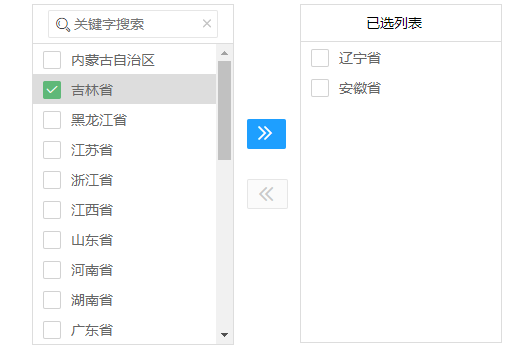 关键字搜索
内蒙古自治区
吉林省
黑龙江省
江苏省
浙江省
江西省
山东省
河南省
湖南省
广东省
已选列表
辽宁省
安徽省